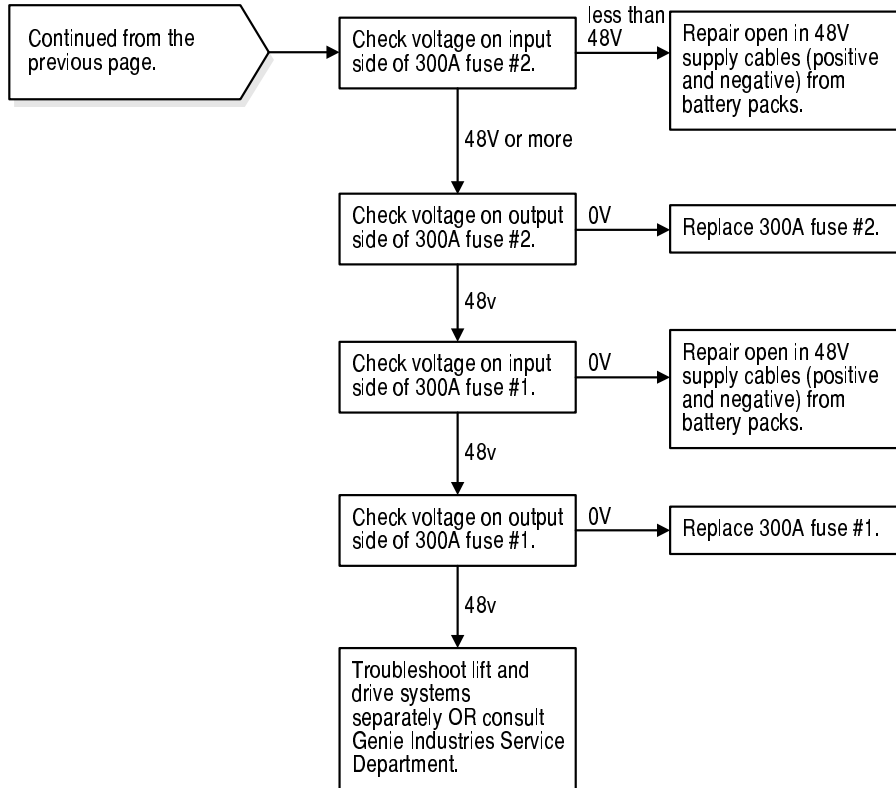 Continued from the
previous page.
Check voltage on input
side of 300A fuse #2.
less than
48V
Repair open in 48V
supply cables (positive
and negative) from
battery packs.
48V or more
Check voltage on output
side of 300A fuse #2.
0V
Replace 300A fuse #2.
48v
Check voltage on input
side of 300A fuse #1.
0V
Repair open in 48V
supply cables (positive
and negative) from
battery packs.
48v
Check voltage on output
side of 300A fuse #1.
0V
Replace 300A fuse #1.
48v
Troubleshoot lift and
drive systems
separately OR consult
Genie Industries Service
Department.